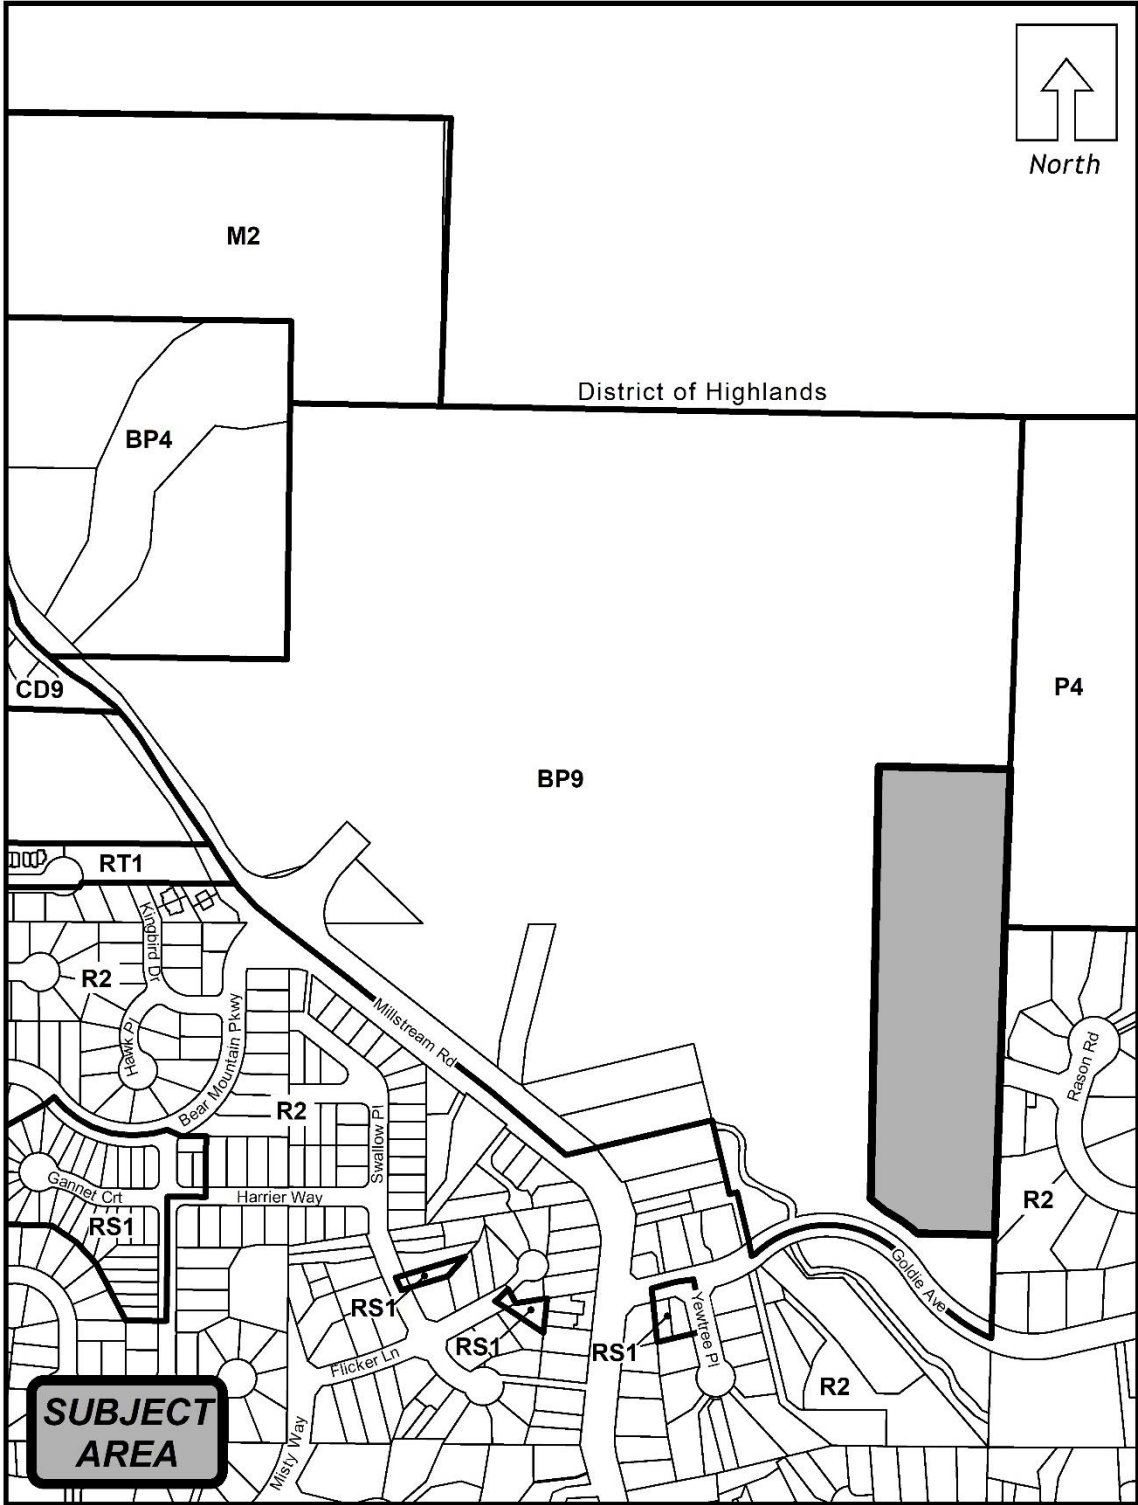 North
M2
District of Highlands
BP4
CD9
P4
BP9
RT1
Kingbird Dr
R2
Hawk Pl
Bear Mountain Pkwy
Millstream Rd
Rason Rd
R2
Swallow Pl
Gannet Crt
Harrier Way
RS1
R2
Goldie Ave
RS1
RS1
RS1
Yewtree Pl
Flicker Ln
R2
SUBJECT
AREA
Misty Way